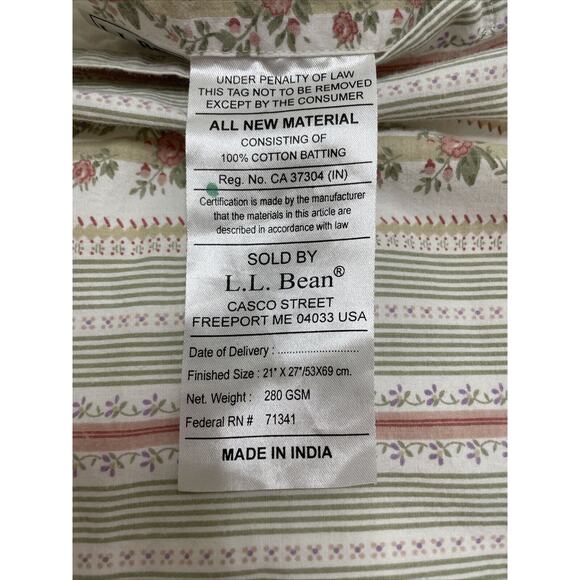 UNDER PENALTY OF LAW
THIS TAG NOT TO BE REMOVED
EXCEPT BY THE CONSUMER
ALL NEW MATERIAL
CONSISTING OF
100% COTTON BATTING
Reg. No. CA 37304 (IN)
Certification is made by the manufacturer
that the materials in this article are
described in accordance with law
SOLD BY
L.L. Bean®
CASCO STREET
FREEPORT ME 04033 USA
Date of Delivery : ......................
Finished Size : 21" X 27"/53X69 cm.
Net. Weight : 280 GSM
Federal RN # 71341
MADE IN INDIA